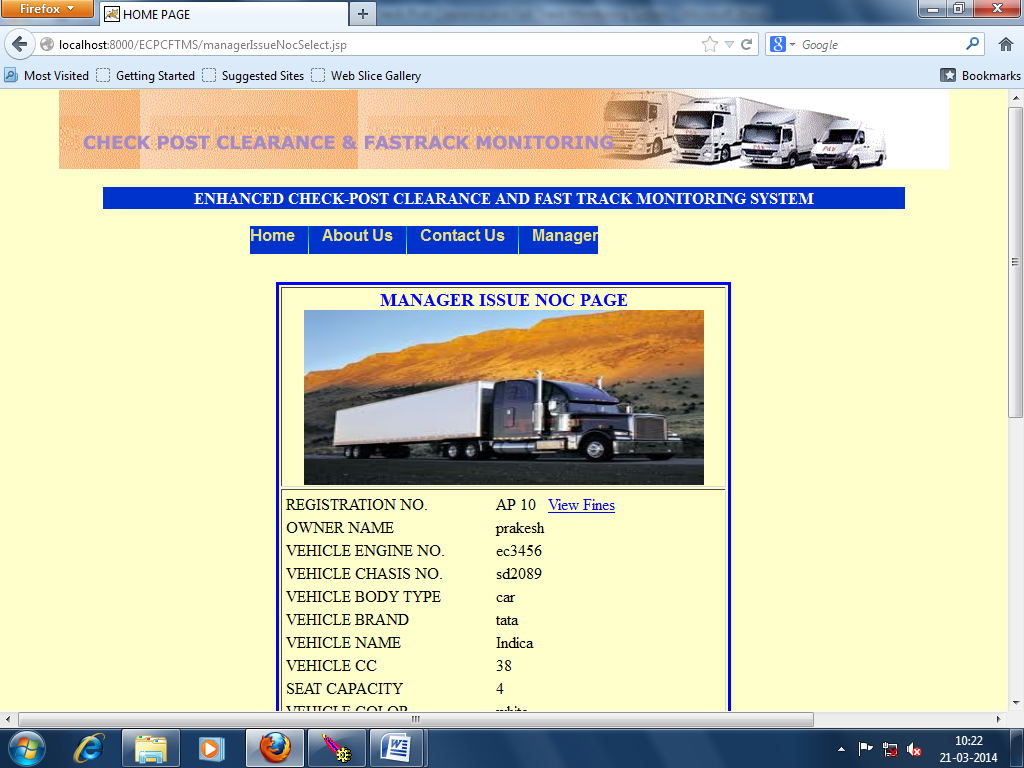 Firefox
HOME PAGE
localhost:8000/ECPCFTMS/managerIssueNocSelect.jsp
Google
Most Visited Getting Started Suggested Sites Web Slice Gallery Bookmarks
CHECK POST CLEARANCE & FASTRACK MONITORING
ENHANCED CHECK-POST CLEARANCE AND FAST TRACK MONITORING SYSTEM
Home About Us Contact Us Manager
MANAGER ISSUE NOC PAGE
REGISTRATION NO. AP 10 View Fines
OWNER NAME prakesh
VEHICLE ENGINE NO. ec3456
VEHICLE CHASIS NO. sd2089
VEHICLE BODY TYPE car
VEHICLE BRAND tata
VEHICLE NAME Indica
VEHICLE CC 38
SEAT CAPACITY 4
VEHICLE COLOR white
10:22
21-03-2014